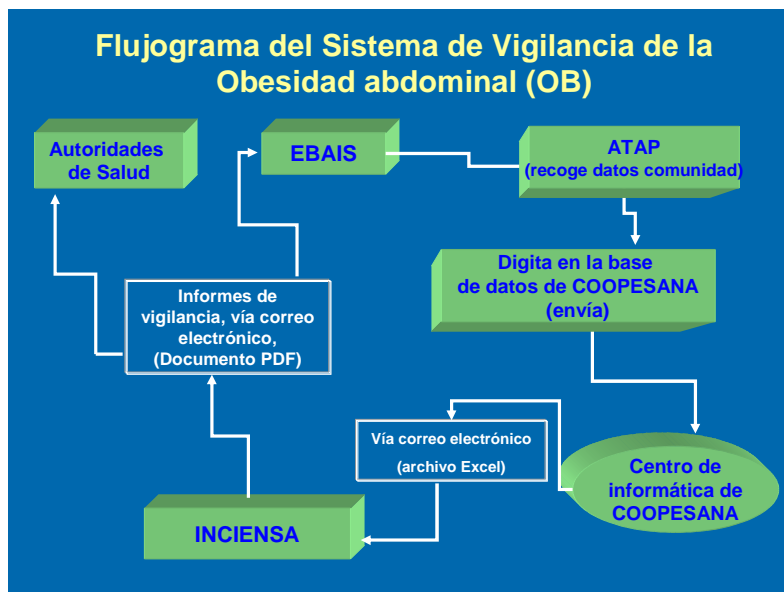 Flujograma del Sistema de Vigilancia de la
Obesidad abdominal (OB)
Autoridades
de Salud
EBAIS
ATAP
(recoge datos comunidad)
Digita en la base
de datos de COOPESANA
(envía)
Informes de
vigilancia, vía correo
electrónico,
(Documento PDF)
Vía correo electrónico
(archivo Excel)
Centro de
informática de
COOPESANA
INCIENSA